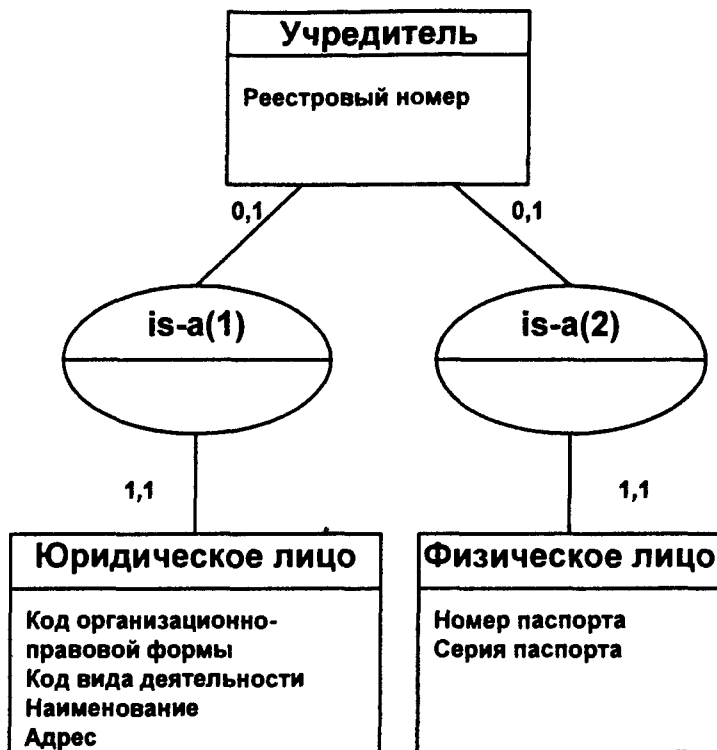 Учредитель
Реестровый номер
0,1
0,1
is-a(1)
is-a(2)
1,1
1,1
Юридическое лицо
Код организационно-
правовой формы
Код вида деятельности
Наименование
Адрес
Физическое лицо
Номер паспорта
Серия паспорта